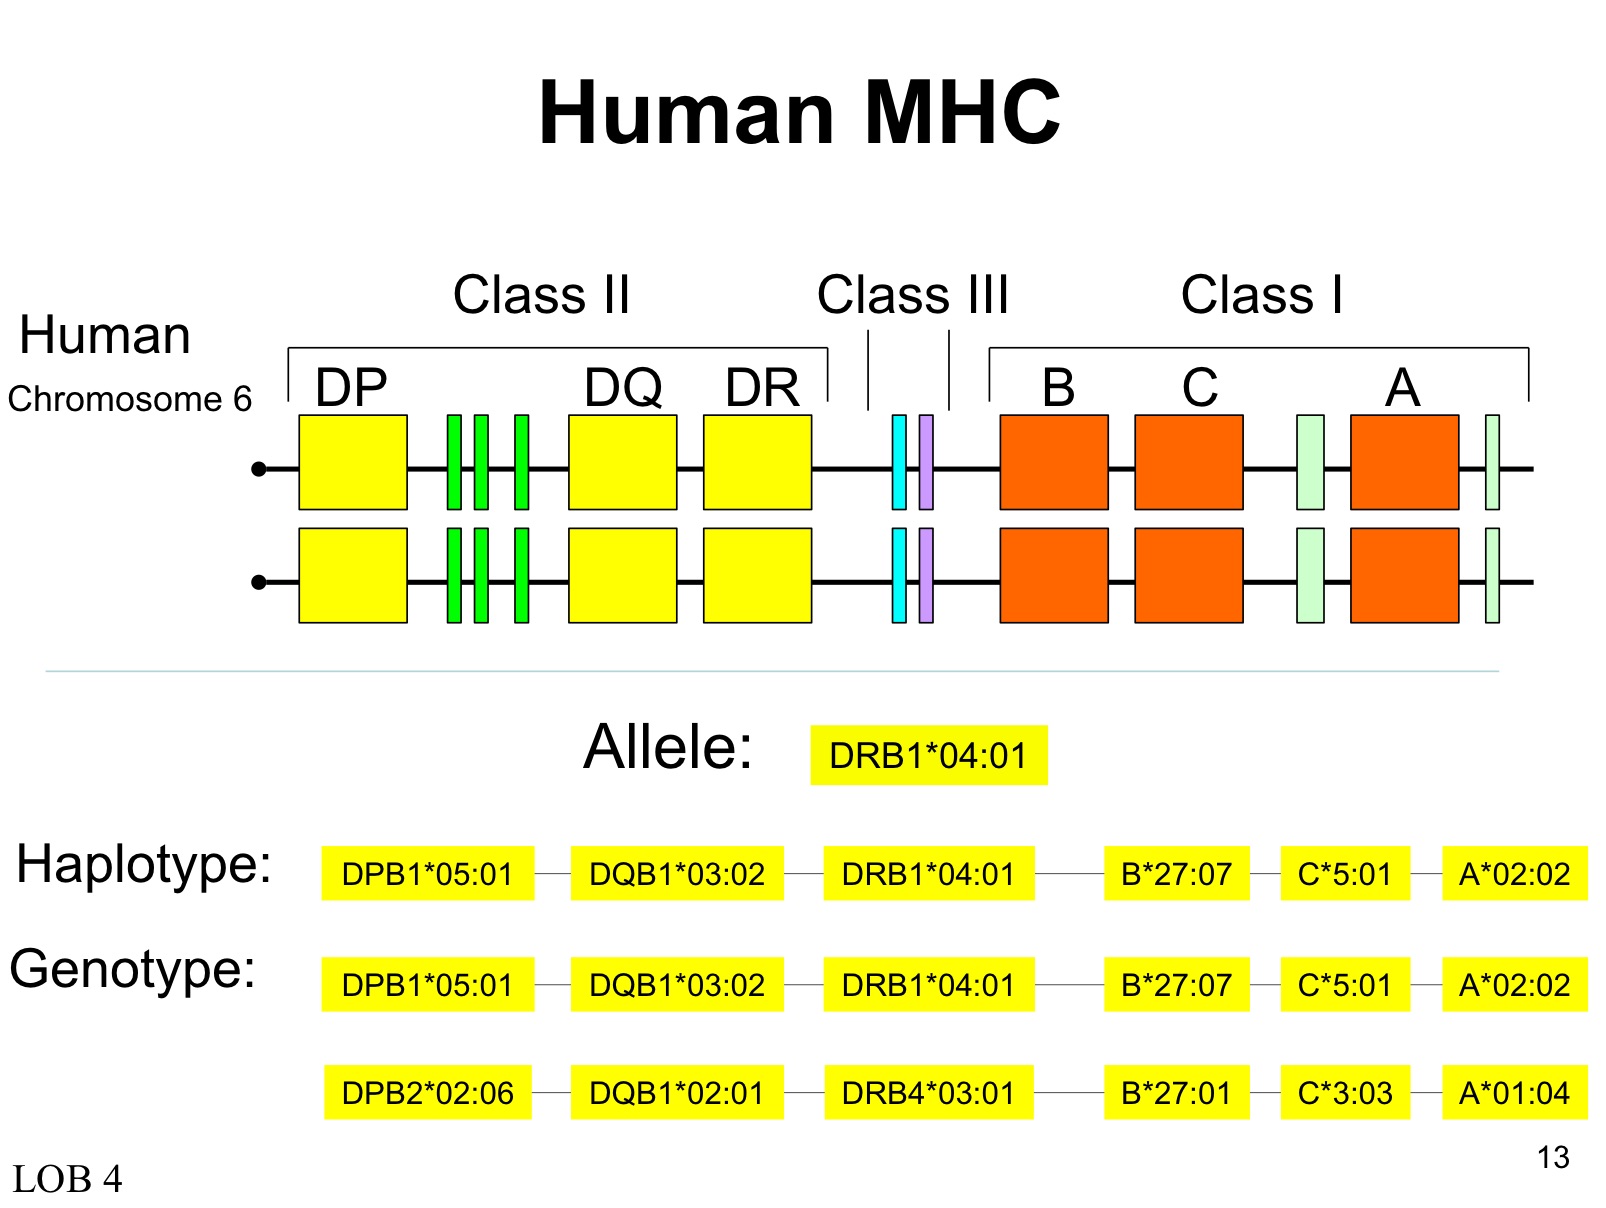 Human MHC
Class II Class III Class I
Human
DP DQ DR B C A
Chromosome 6
Allele: DRB1*04:01
Haplotype: DPB1*05:01 DQB1*03:02 DRB1*04:01 B*27:07 C*5:01 A*02:02
Genotype: DPB1*05:01 DQB1*03:02 DRB1*04:01 B*27:07 C*5:01 A*02:02
DPB2*02:06 DQB1*02:01 DRB4*03:01 B*27:01 C*3:03 A*01:04
13
LOB 4